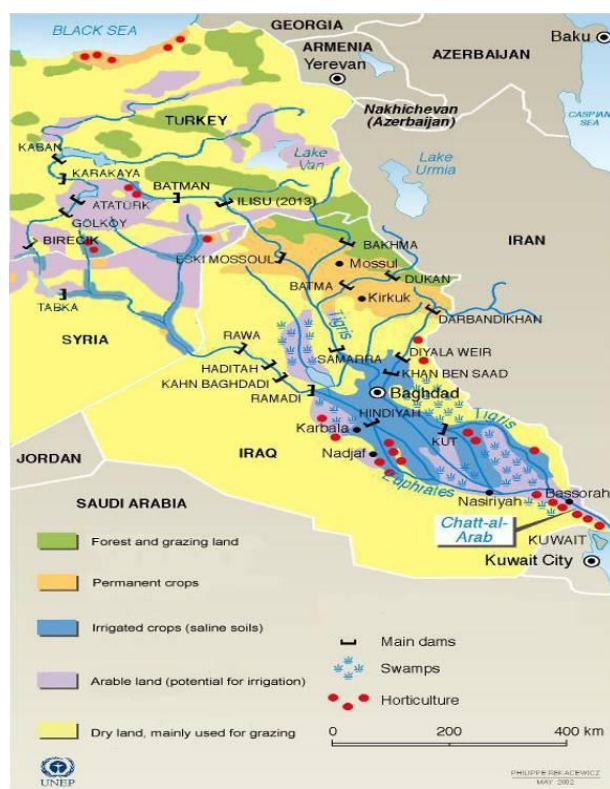 BLACK SEA
GEORGIA
Baku
ARMENIA
Yerevan
AZERBAIJAN
Nakhichevan
(Azerbaijan)
CASPIAN
SEA
TURKEY
Lake
Van
Lake
Urmia
KABAN
KARAKAYA
BATMAN
ILISU (2013)
ATATURK
GOLKOY
BIRECIK
IRAN
ESKI MOSSOUL
BAKHMA
Mossul
DUKAN
BATMA
Kirkuk
DARBANDIKHAN
TABKA
SYRIA
Tigris
RAWA
SAMARRA
DIYALA WEIR
HADITAH
KHAN BEN SAAD
KAHN BAGHDADI
RAMADI
Baghdad
HINDIYAH
Tigris
Karbala
KUT
IRAQ
Nadjaf
JORDAN
Euphrates
Nasiriyah
Bessorah
SAUDI ARABIA
Chatt-al-
Arab
KUWAIT
Kuwait City
Forest and grazing land
Permanent crops
Irrigated crops (saline soils)
Arable land (potential for irrigation)
Dry land, mainly used for grazing
Main dams
Swamps
Horticulture
0 200 400 km
UNEP
PHILIPPE REKACEWICZ
MAY 2002